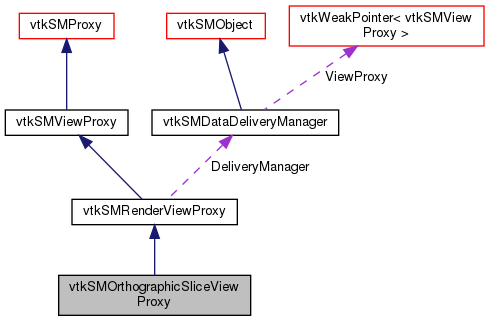 vtkSMProxy
vtkSMObject
vtkWeakPointer< vtkSMView
Proxy >
ViewProxy
vtkSMViewProxy
vtkSMDataDeliveryManager
DeliveryManager
vtkSMRenderViewProxy
vtkSMOrthographicSliceView
Proxy